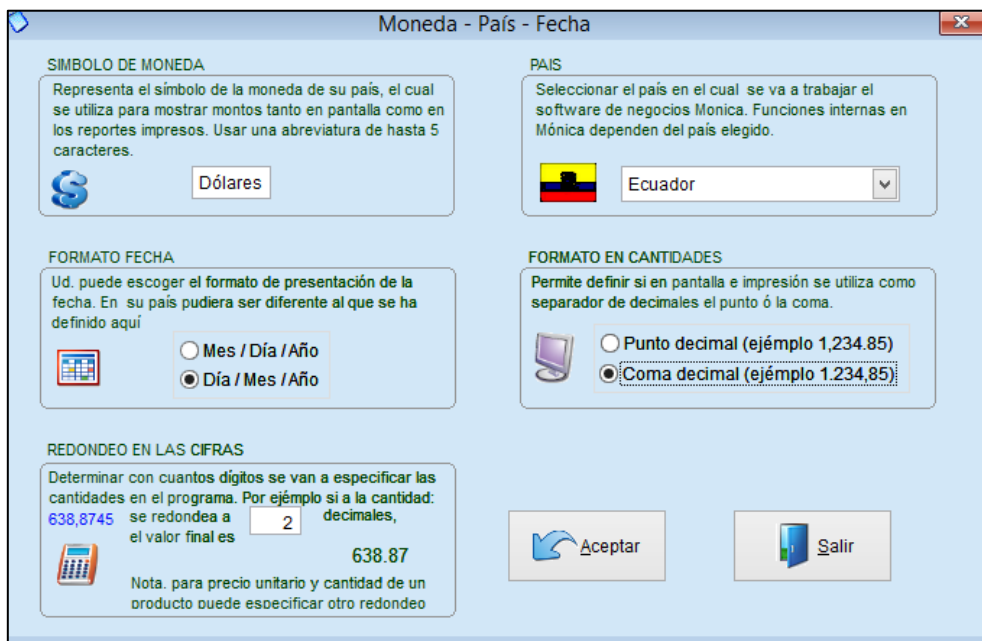 Moneda - País - Fecha
SIMBOLO DE MONEDA
Representa el símbolo de la moneda de su país, el cual
se utiliza para mostrar montos tanto en pantalla como en
los reportes impresos. Usar una abreviatura de hasta 5
caracteres.
Dólares
PAIS
Seleccionar el país en el cual se va a trabajar el
software de negocios Monica. Funciones internas en
Mónica dependen del país elegido.
Ecuador
FORMATO FECHA
Ud. puede escoger el formato de presentación de la
fecha. En su país pudiera ser diferente al que se ha
definido aquí
Mes / Día / Año
Día / Mes / Año
FORMATO EN CANTIDADES
Permite definir si en pantalla e impresión se utiliza como
separador de decimales el punto ó la coma.
Punto decimal (ejémplo 1,234.85)
Coma decimal (ejémplo 1.234,85)
REDONDEO EN LAS CIFRAS
Determinar con cuantos dígitos se van a especificar las
cantidades en el programa. Por ejémplo si a la cantidad:
638,8745 se redondea a 2 decimales,
el valor final es
638.87
Nota. para precio unitario y cantidad de un
producto puede especificar otro redondeo
Aceptar
Salir